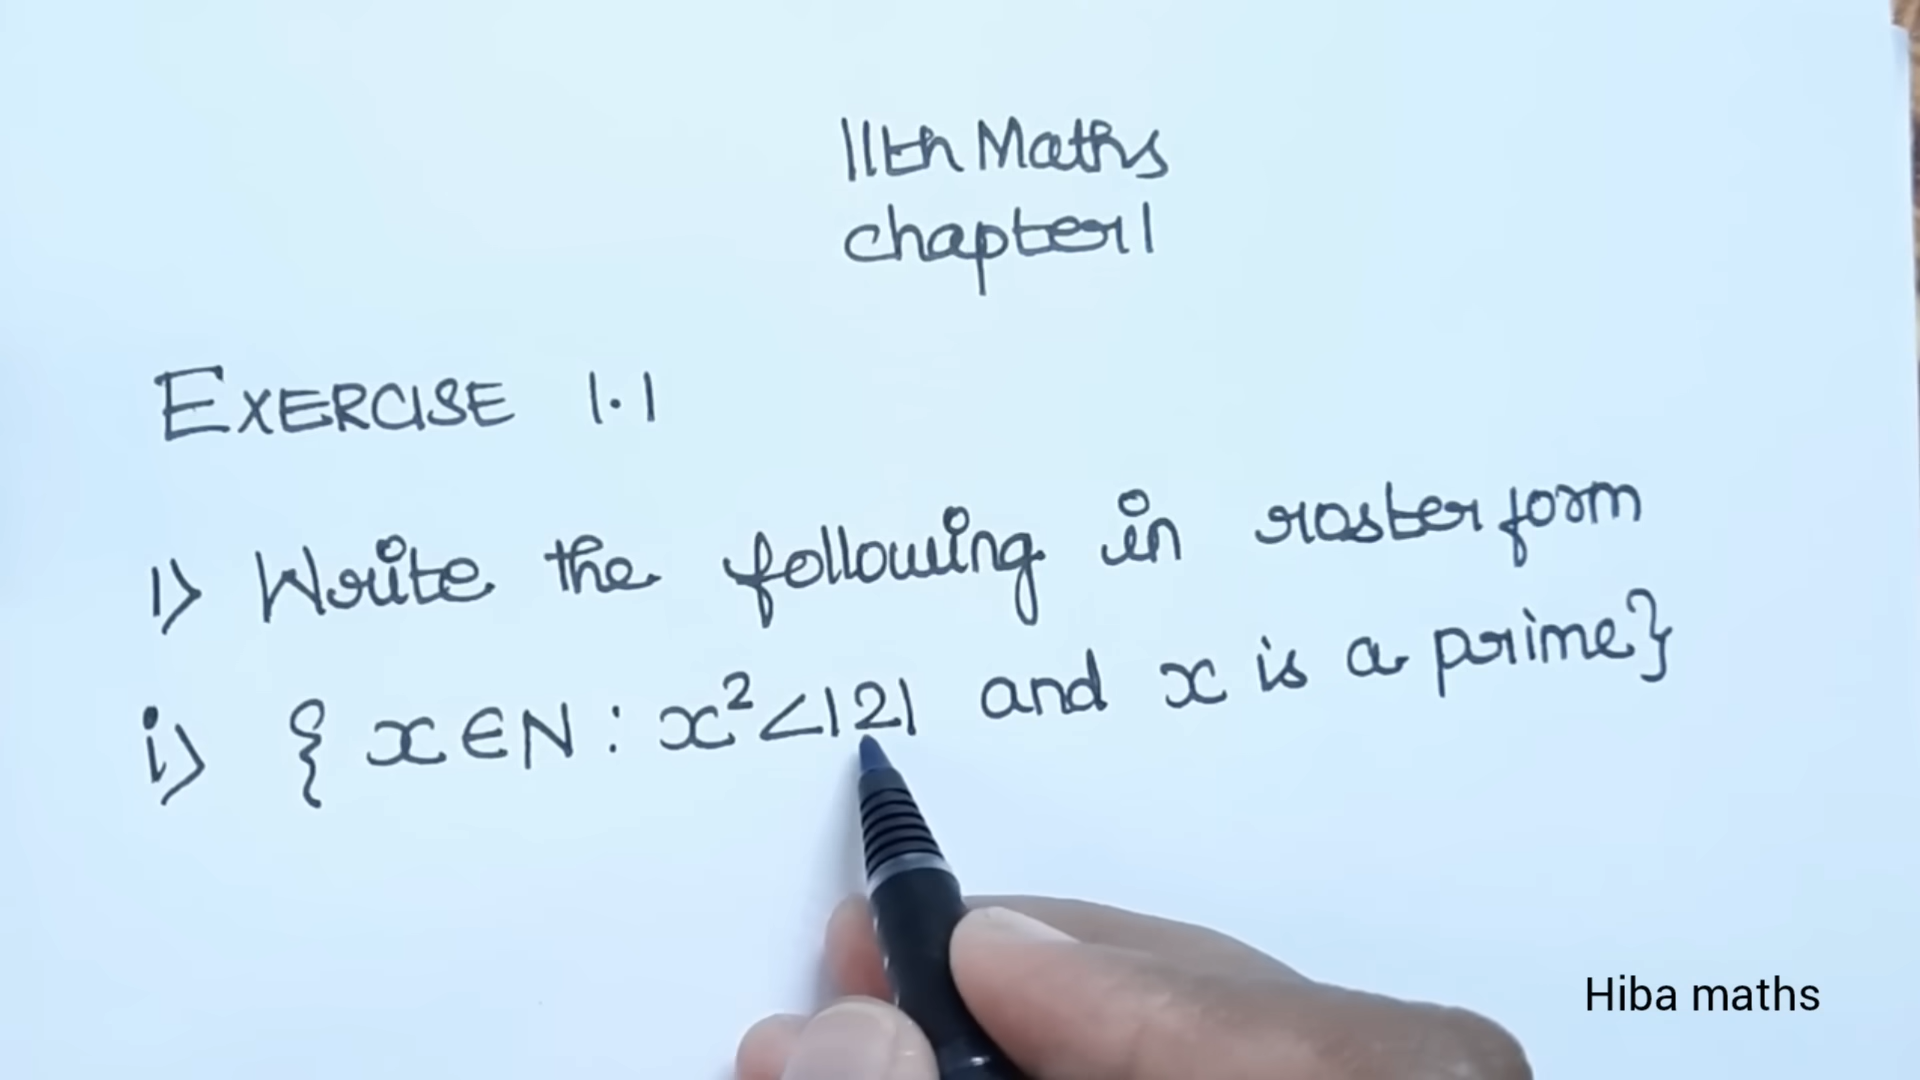 11th Maths
chapter 1
EXERCISE 1.1
1) Write the following in roster form
i) { x∈N : x²<121 and x is a prime}
Hiba maths